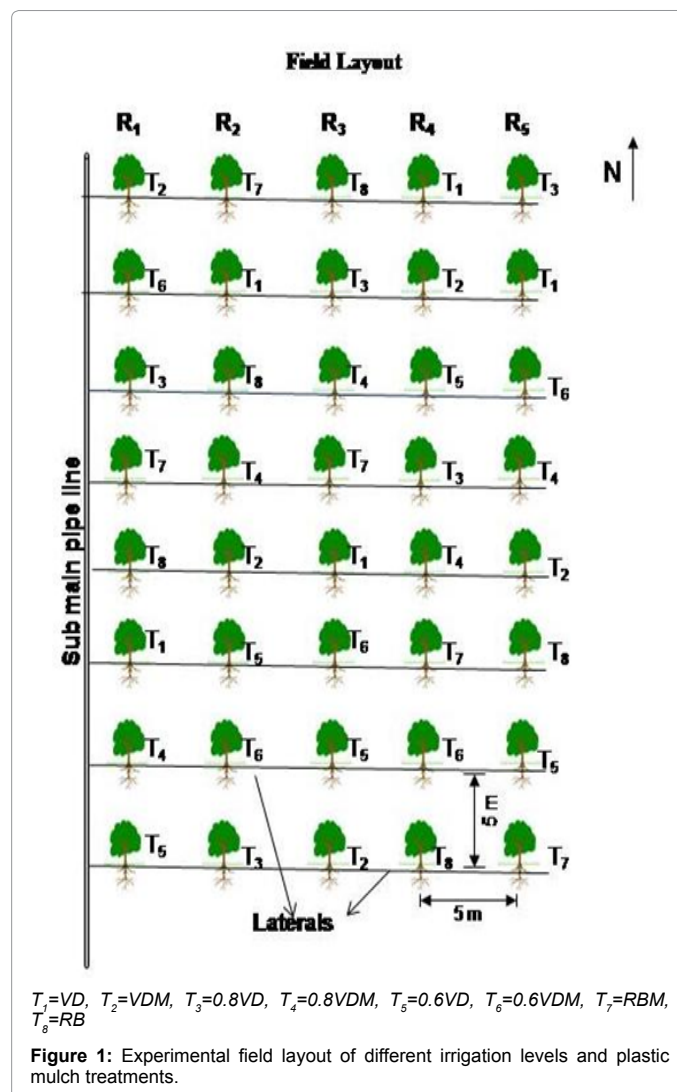 Field Layout
R₁ R₂ R₃ R₄ R₅
N
T₂ T₇ T₈ T₁ T₃
T₆ T₁ T₃ T₂ T₁
T₃ T₈ T₄ T₅ T₆
T₇ T₄ T₇ T₃ T₄
T₈ T₂ T₁ T₄ T₂
T₁ T₅ T₆ T₇ T₈
T₄ T₆ T₅ T₆ T₅
T₅ T₃ T₂ T₈ T₇
Sub main pipe line
5 m
5 m
Laterals
T₁=VD, T₂=VDM, T₃=0.8VD, T₄=0.8VDM, T₅=0.6VD, T₆=0.6VDM, T₇=RBM,
T₈=RB
Figure 1: Experimental field layout of different irrigation levels and plastic
mulch treatments.